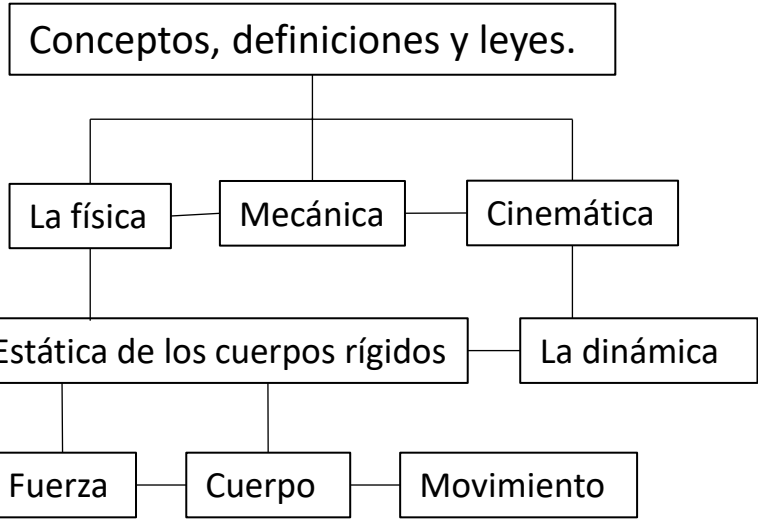 Conceptos, definiciones y leyes.
La física
Mecánica
Cinemática
Estática de los cuerpos rígidos
La dinámica
Fuerza
Cuerpo
Movimiento